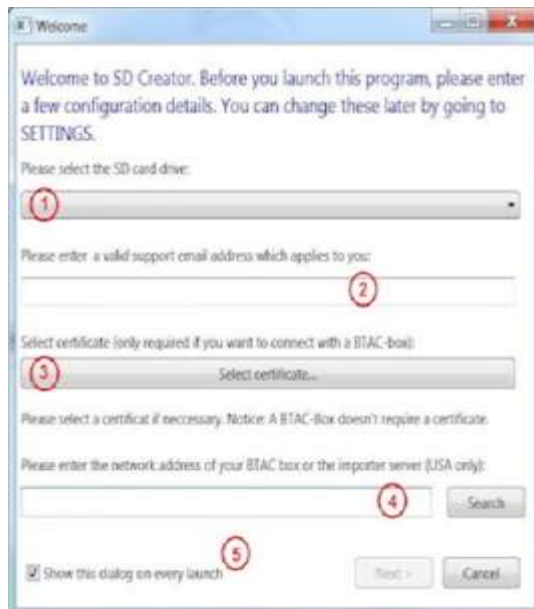 Welcome
Welcome to SD Creator. Before you launch this program, please enter
a few configuration details. You can change these later by going to
SETTINGS.
Please select the SD card drive:
1
Please enter a valid support email address which applies to you:
2
Select certificate (only required if you want to connect with a BTAC-box):
3 Select certificate...
Please select a certificat if neccessary. Notice: A BTAC-Box doesn't require a certificate.
Please enter the network address of your BTAC box or the importer server (USA only):
4 Search
5
Show this dialog on every launch Next > Cancel